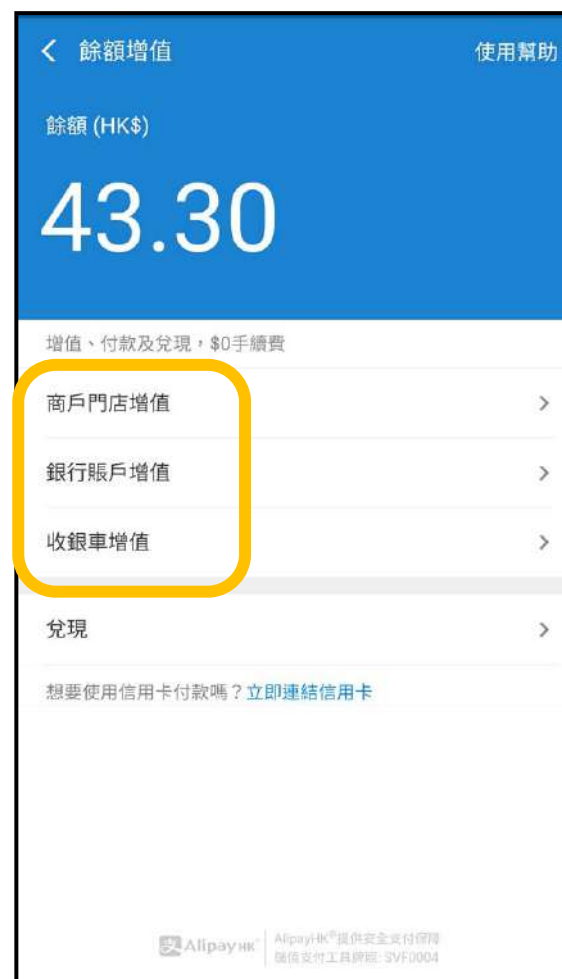 餘額增值
使用幫助
餘額 (HK$)
43.30
增值、付款及兌現，$0手續費
商戶門店增值
銀行賬戶增值
收銀車增值
兌現
想要使用信用卡付款嗎？立即連結信用卡
支 Alipay HK®
AlipayHK®提供安全支付保障
儲值支付工具牌照: SVF0004